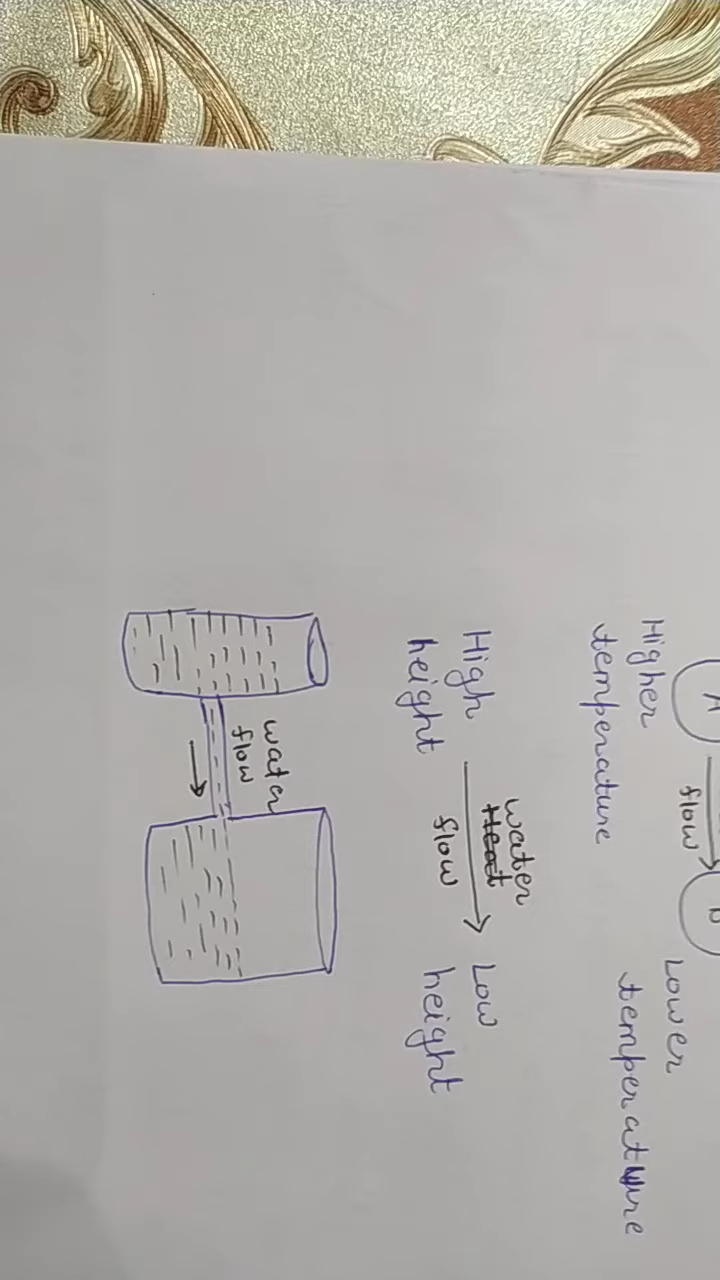 A
flow
Higher
temperature
Lower
temperature
High
height
water
Heat
flow
Low
height
water
flow